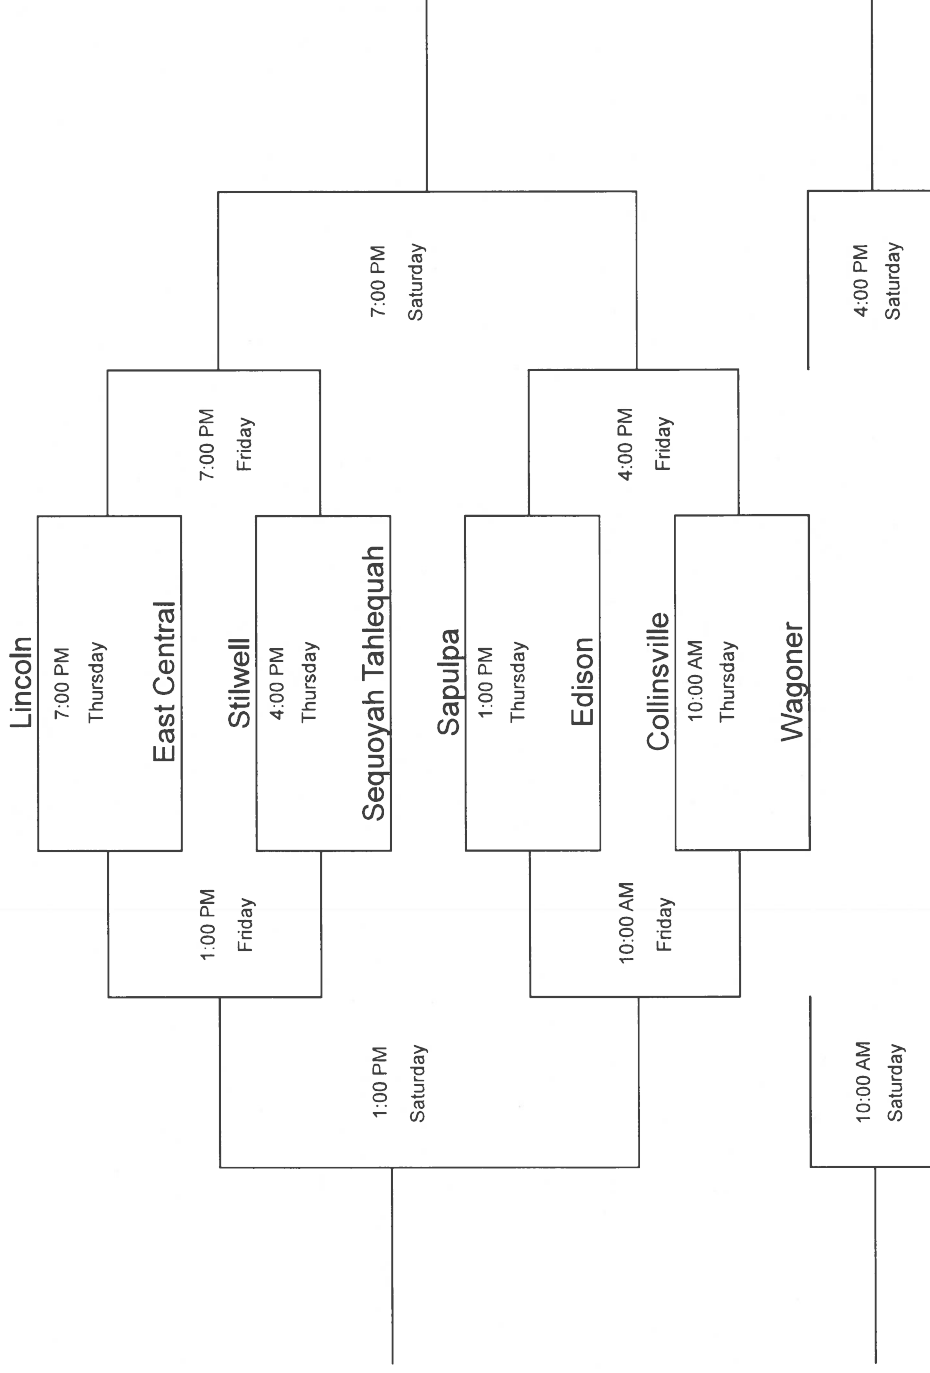 Lincoln
7:00 PM
Thursday
East Central
Stilwell
4:00 PM
Thursday
Sequoyah Tahlequah
Sapulpa
1:00 PM
Thursday
Edison
Collinsville
10:00 AM
Thursday
Wagoner
7:00 PM
Friday
4:00 PM
Friday
7:00 PM
Saturday
4:00 PM
Saturday
1:00 PM
Friday
10:00 AM
Friday
1:00 PM
Saturday
10:00 AM
Saturday